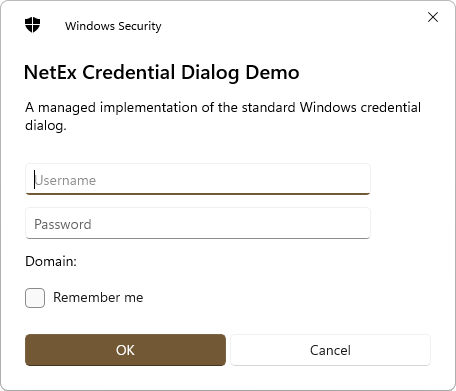 Windows Security
NetEx Credential Dialog Demo
A managed implementation of the standard Windows credential
dialog.
Username
Password
Domain:
Remember me
OK
Cancel